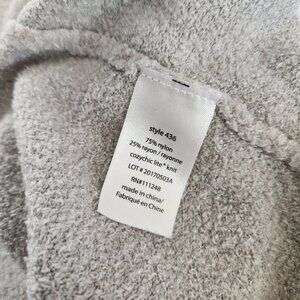 style 436
75% nylon
25% rayon / rayonne
cozychic lite® knit
LOT # 20170503A
RN#111248
made in china/
Fabriqué en Chine